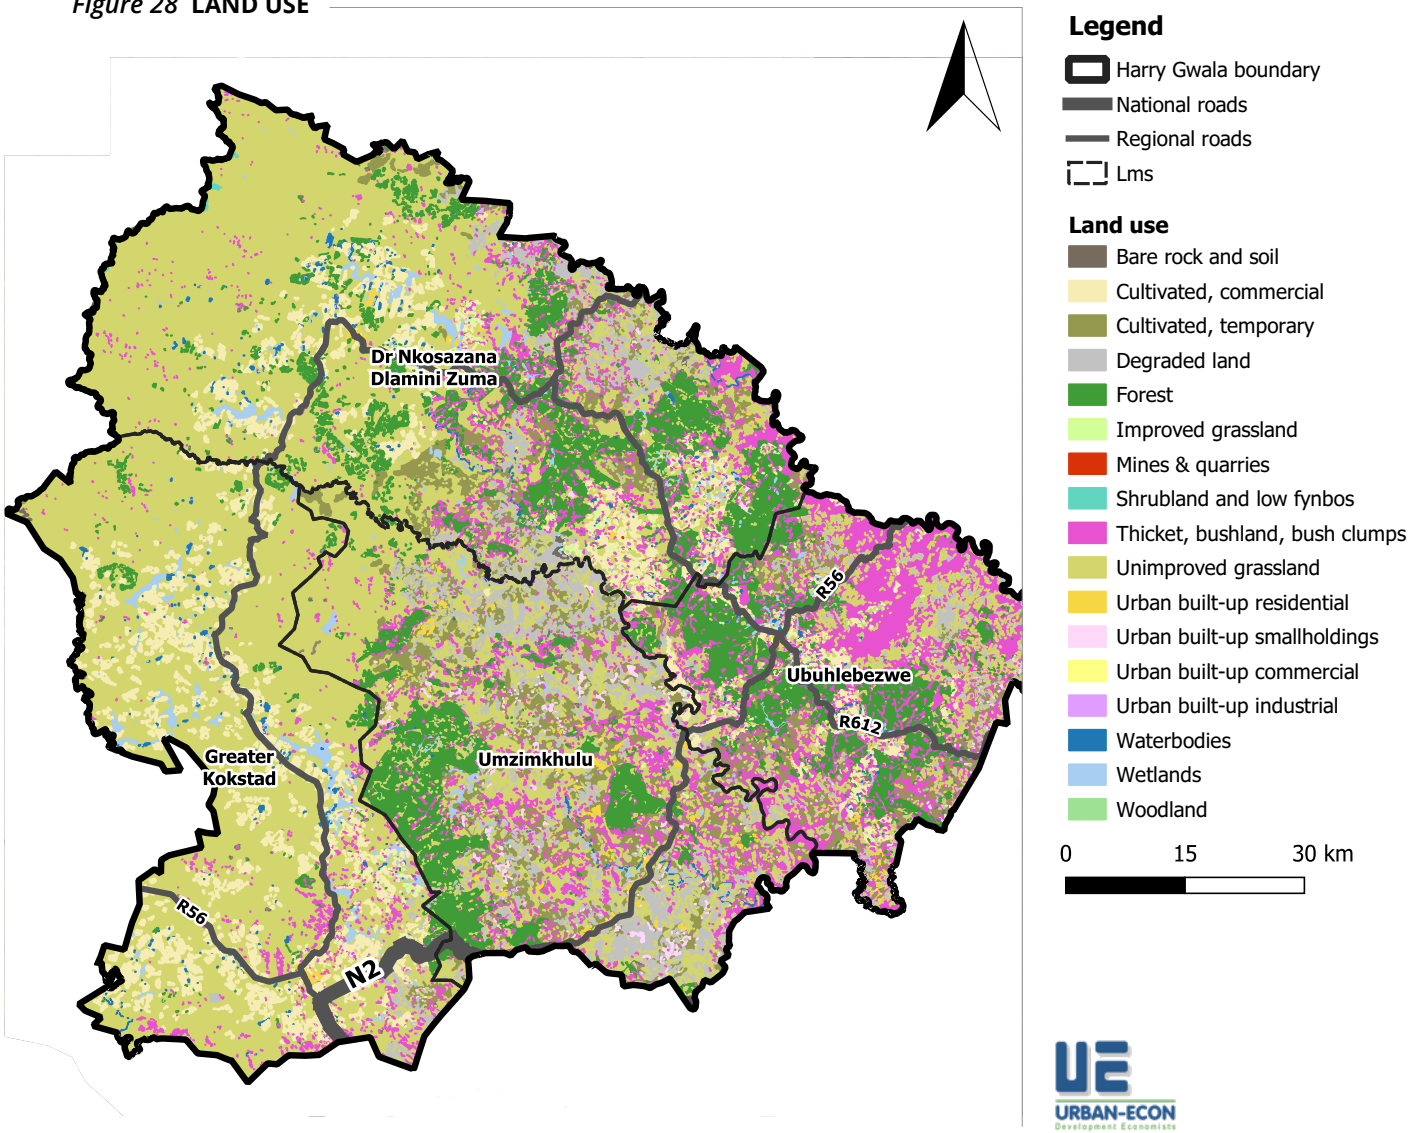 Figure 28 LAND USE
Legend
Harry Gwala boundary
National roads
Regional roads
Lms
Land use
Bare rock and soil
Cultivated, commercial
Cultivated, temporary
Degraded land
Forest
Improved grassland
Mines & quarries
Shrubland and low fynbos
Thicket, bushland, bush clumps
Unimproved grassland
Urban built-up residential
Urban built-up smallholdings
Urban built-up commercial
Urban built-up industrial
Waterbodies
Wetlands
Woodland
0 15 30 km
Dr Nkosazana
Dlamini Zuma
R56
Ubuhlebezwe
R612
Umzimkhulu
Greater
Kokstad
R56
N2
UE
URBAN-ECON
Development Economists